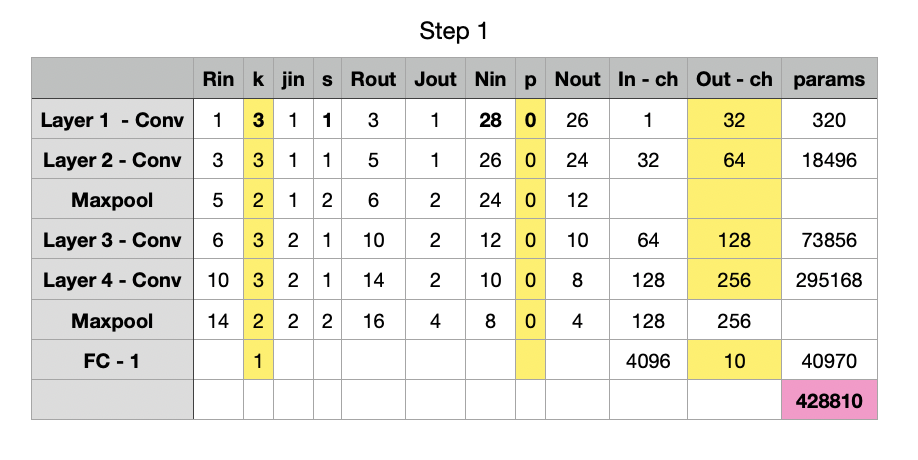 Step 1
Rin k jin s Rout Jout Nin p Nout In - ch Out - ch params
Layer 1 - Conv 1 3 1 1 3 1 28 0 26 1 32 320
Layer 2 - Conv 3 3 1 1 5 1 26 0 24 32 64 18496
Maxpool 5 2 1 2 6 2 24 0 12
Layer 3 - Conv 6 3 2 1 10 2 12 0 10 64 128 73856
Layer 4 - Conv 10 3 2 1 14 2 10 0 8 128 256 295168
Maxpool 14 2 2 2 16 4 8 0 4 128 256
FC - 1 1 4096 10 40970
428810